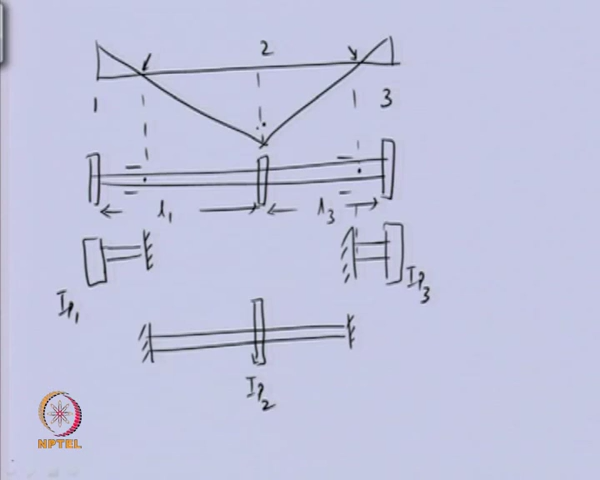 2
1 3
l₁ l₃
Ip₁ Ip₃
Ip₂
NPTEL